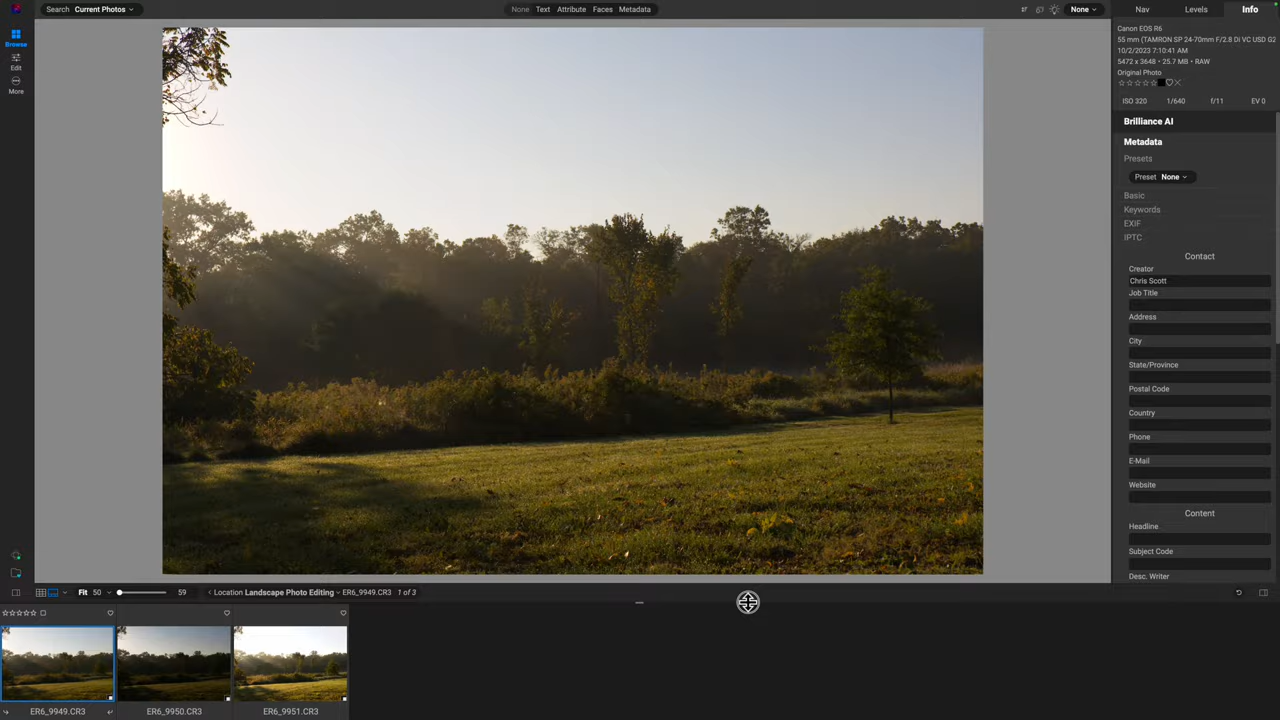 Search Current Photos
None Text Attribute Faces Metadata
None
Nav Levels Info
Browse
Edit
More
Canon EOS R6
55 mm (TAMRON SP 24-70mm F/2.8 Di VC USD G2
10/2/2023 7:10:41 AM
5472 x 3648 • 25.7 MB • RAW
Original Photo
ISO 320 1/640 f/11 EV 0
Brilliance AI
Metadata
Presets
Preset None
Basic
Keywords
EXIF
IPTC
Contact
Creator
Chris Scott
Job Title
Address
City
State/Province
Postal Code
Country
Phone
E-Mail
Website
Content
Headline
Subject Code
Desc. Writer
Fit 50 59 Location Landscape Photo Editing - ER6_9949.CR3 1 of 3
ER6_9949.CR3 ER6_9950.CR3 ER6_9951.CR3